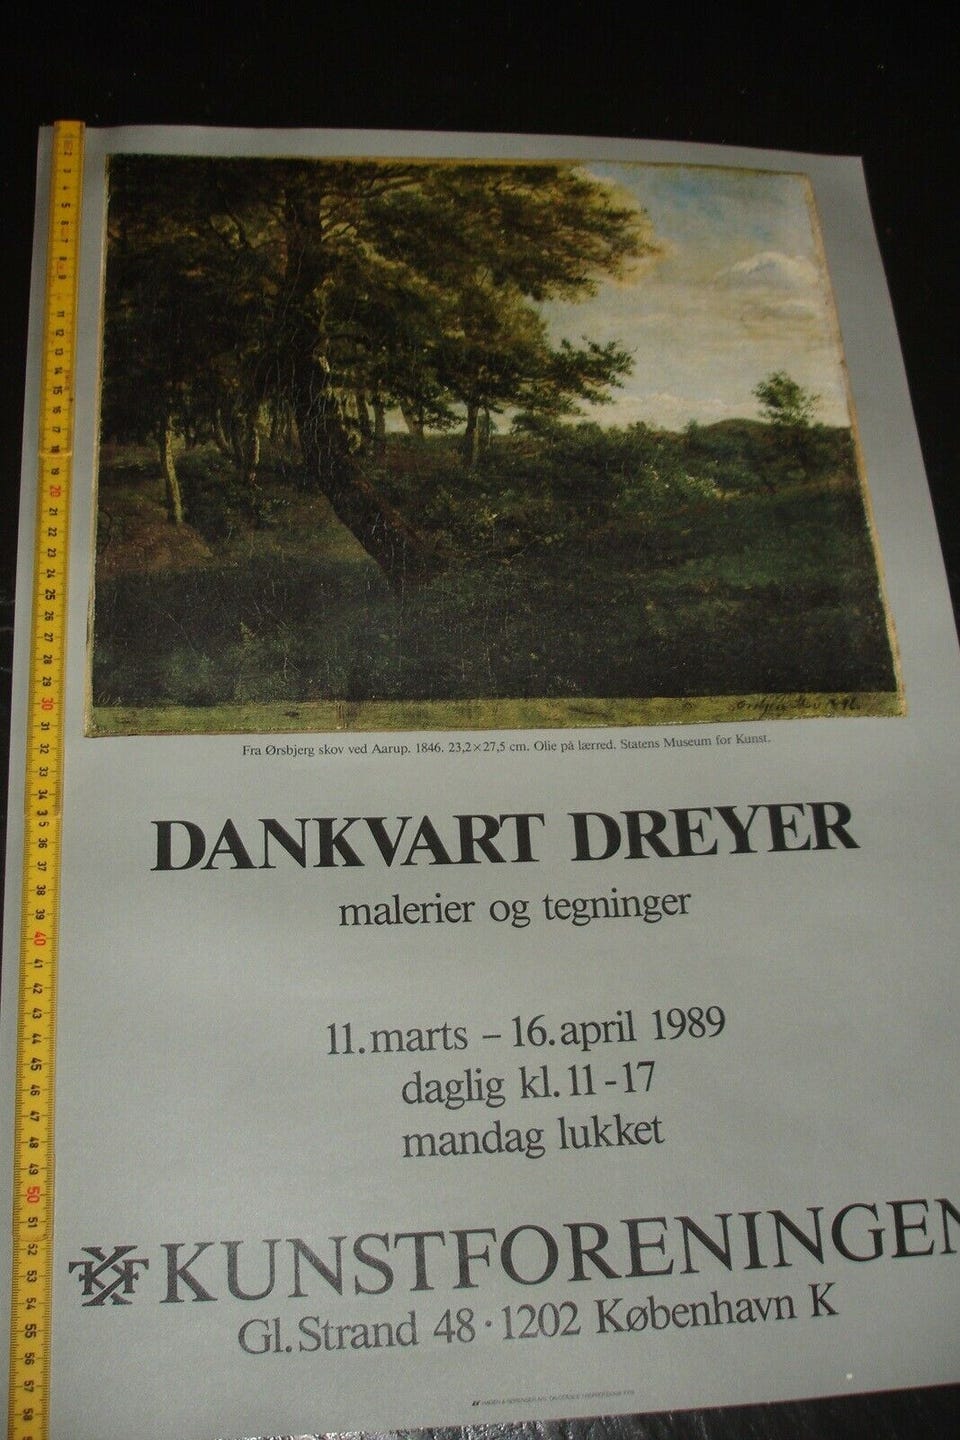 Fra Ørsbjerg skov ved Aarup. 1846. 23,2×27,5 cm. Olie på lærred. Statens Museum for Kunst.
DANKVART DREYER
malerier og tegninger
11. marts – 16. april 1989
daglig kl. 11-17
mandag lukket
KUNSTFORENINGEN
Gl. Strand 48 · 1202 København K